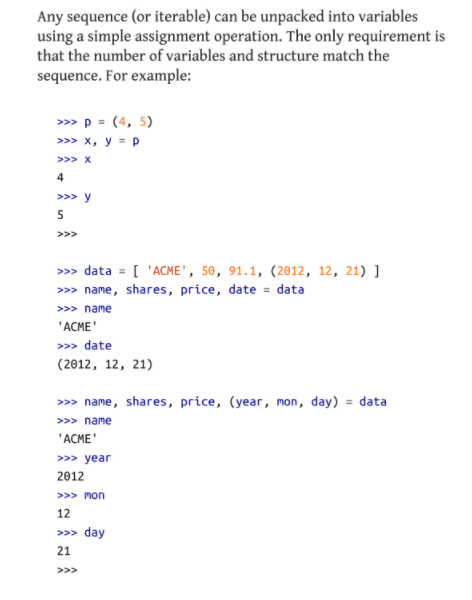 Any sequence (or iterable) can be unpacked into variables
using a simple assignment operation. The only requirement is
that the number of variables and structure match the
sequence. For example:
>>> p = (4, 5)
>>> x, y = p
>>> x
4
>>> y
5
>>>
>>> data = [ 'ACME', 50, 91.1, (2012, 12, 21) ]
>>> name, shares, price, date = data
>>> name
'ACME'
>>> date
(2012, 12, 21)
>>> name, shares, price, (year, mon, day) = data
>>> name
'ACME'
>>> year
2012
>>> mon
12
>>> day
21
>>>